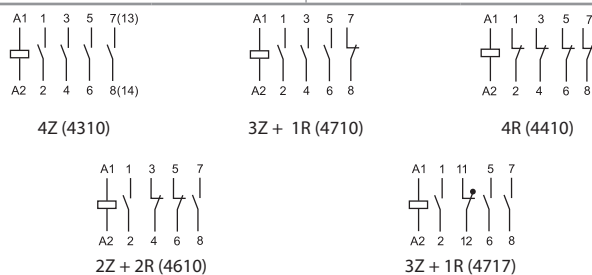 A1 1 3 5 7(13)
A2 2 4 6 8(14)
4Z (4310)
A1 1 3 5 7
A2 2 4 6 8
3Z + 1R (4710)
A1 1 3 5 7
A2 2 4 6 8
4R (4410)
A1 1 3 5 7
A2 2 4 6 8
2Z + 2R (4610)
A1 1 11 5 7
A2 2 12 6 8
3Z + 1R (4717)